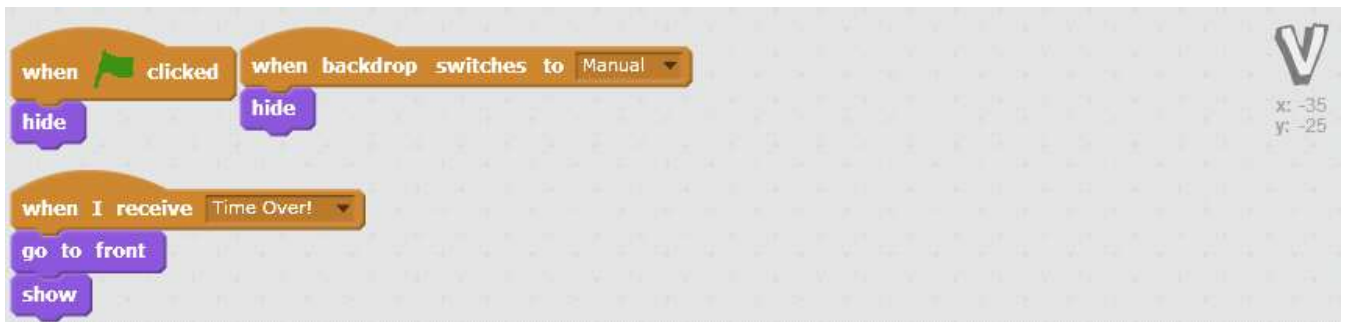 when clicked
hide
when backdrop switches to Manual
hide
when I receive Time Over!
go to front
show
V
x: -35
y: -25